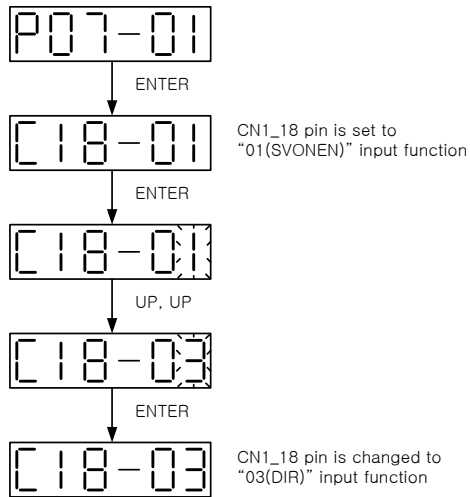 P07-01
ENTER
C18-01
CN1_18 pin is set to
“01(SVONEN)” input function
ENTER
C18-01
UP, UP
C18-03
ENTER
C18-03
CN1_18 pin is changed to
“03(DIR)” input function